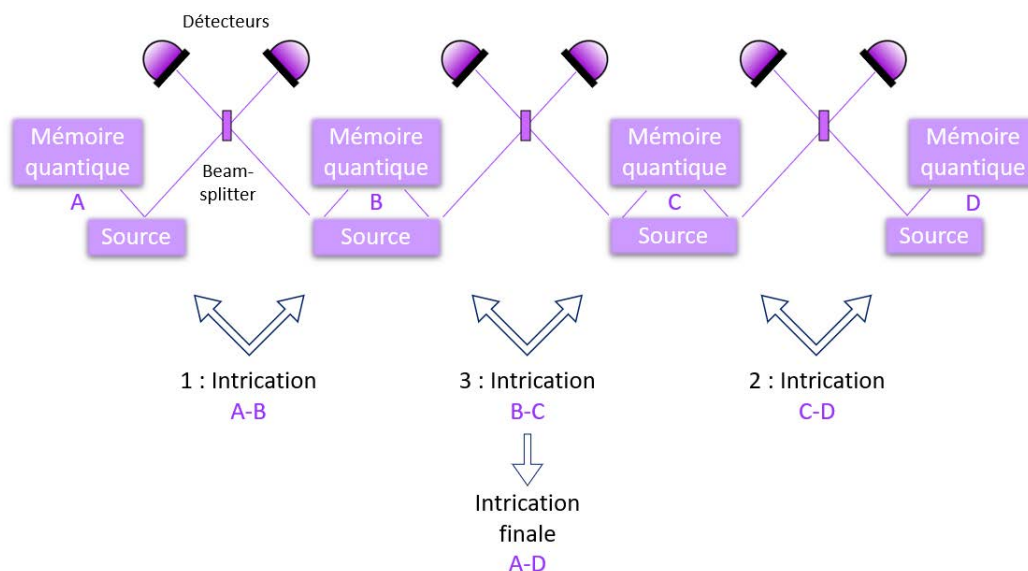 Détecteurs
Mémoire
quantique
A
Source
Beam-
splitter
Mémoire
quantique
B
Source
Mémoire
quantique
C
Source
Mémoire
quantique
D
Source
1 : Intrication
A-B
3 : Intrication
B-C
2 : Intrication
C-D
Intrication
finale
A-D